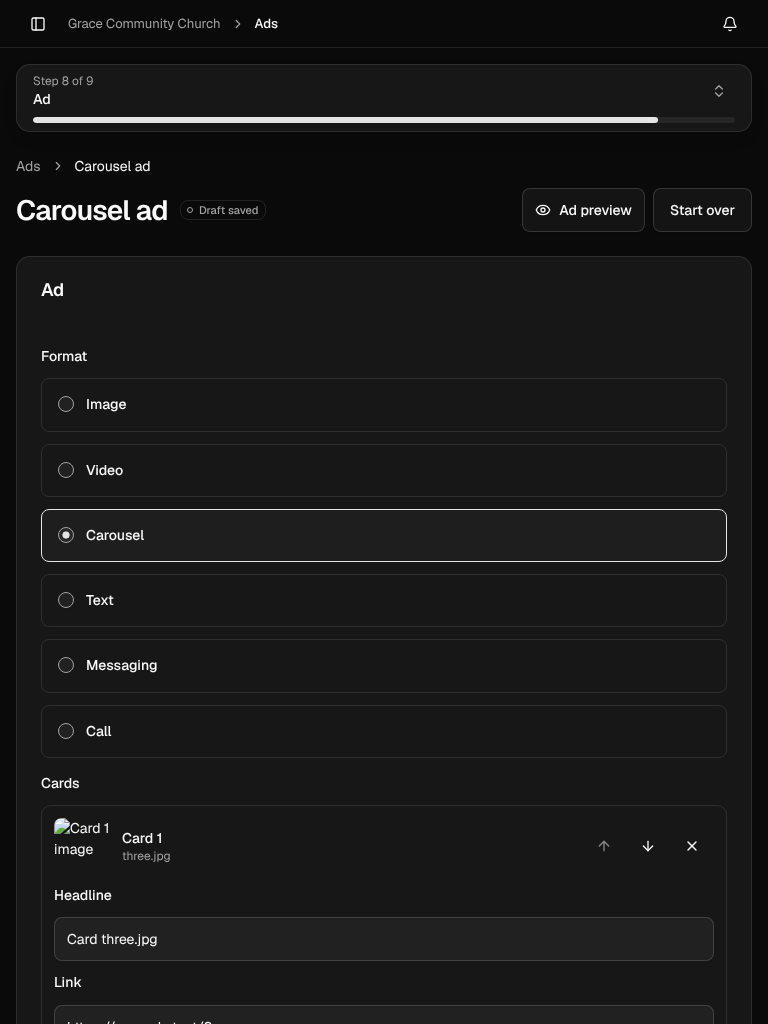 Grace Community Church > Ads
Step 8 of 9
Ad
Ads > Carousel ad
Carousel ad
Draft saved
Ad preview
Start over
Ad
Format
Image
Video
Carousel
Text
Messaging
Call
Cards
Card 1
image
Card 1
three.jpg
Headline
Card three.jpg
Link